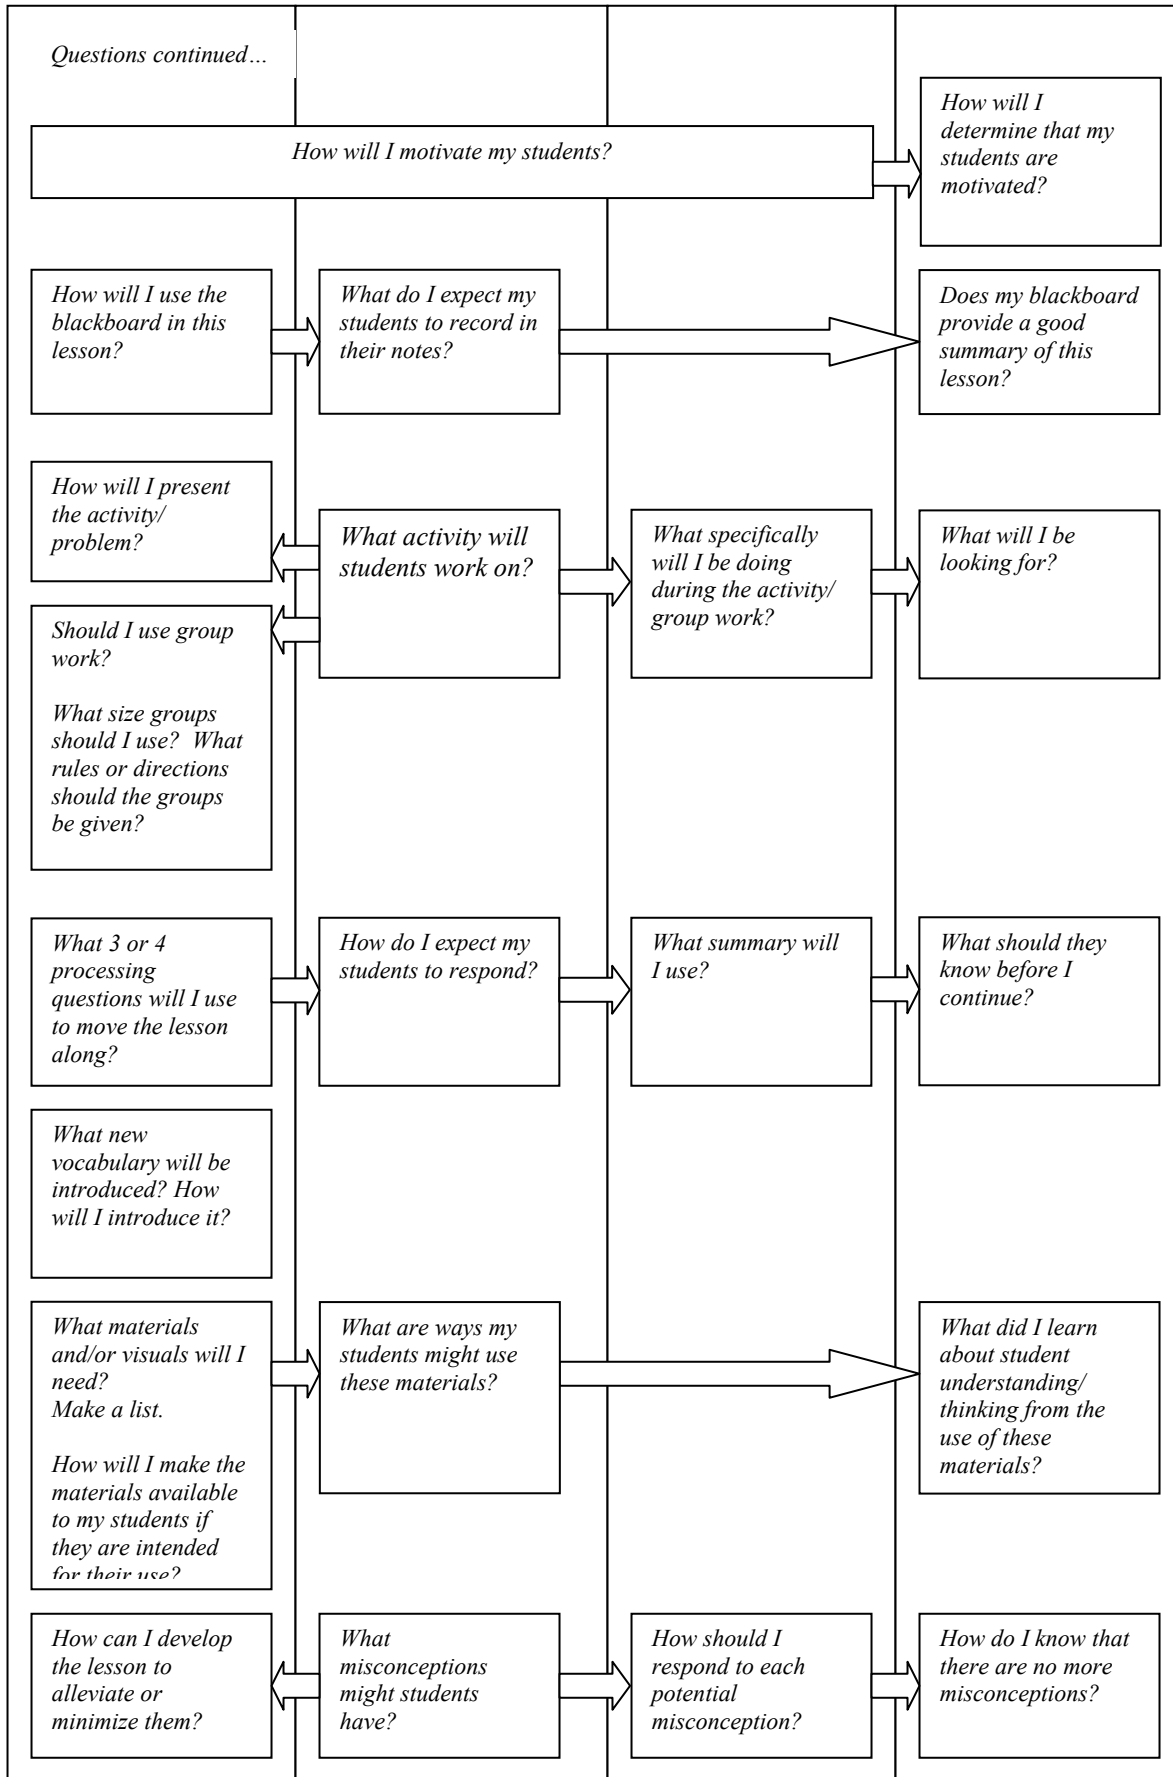 Questions continued…
How will I motivate my students?
How will I
determine that my
students are
motivated?
How will I use the
blackboard in this
lesson?
What do I expect my
students to record in
their notes?
Does my blackboard
provide a good
summary of this
lesson?
How will I present
the activity/
problem?
What activity will
students work on?
What specifically
will I be doing
during the activity/
group work?
What will I be
looking for?
Should I use group
work?
What size groups
should I use?  What
rules or directions
should the groups
be given?
What 3 or 4
processing
questions will I use
to move the lesson
along?
How do I expect my
students to respond?
What summary will
I use?
What should they
know before I
continue?
What new
vocabulary will be
introduced? How
will I introduce it?
What materials
and/or visuals will I
need?
Make a list.
How will I make the
materials available
to my students if
they are intended
for their use?
What are ways my
students might use
these materials?
What did I learn
about student
understanding/
thinking from the
use of these
materials?
How can I develop
the lesson to
alleviate or
minimize them?
What
misconceptions
might students
have?
How should I
respond to each
potential
misconception?
How do I know that
there are no more
misconceptions?